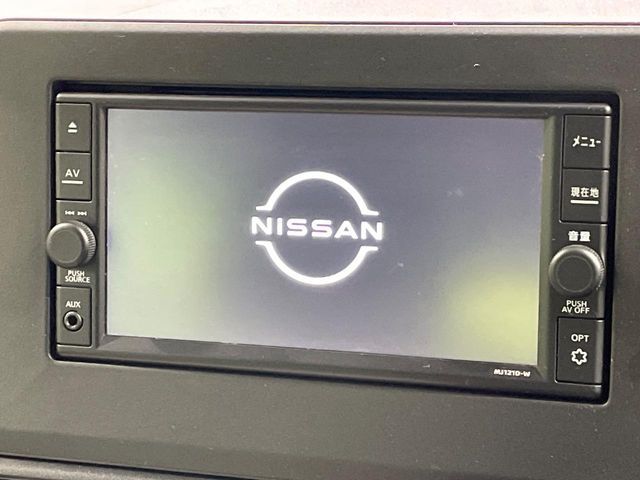 AV
PUSH
SOURCE
AUX
NISSAN
メニュー
現在地
音量
PUSH
AV OFF
OPT
MJ121D-W